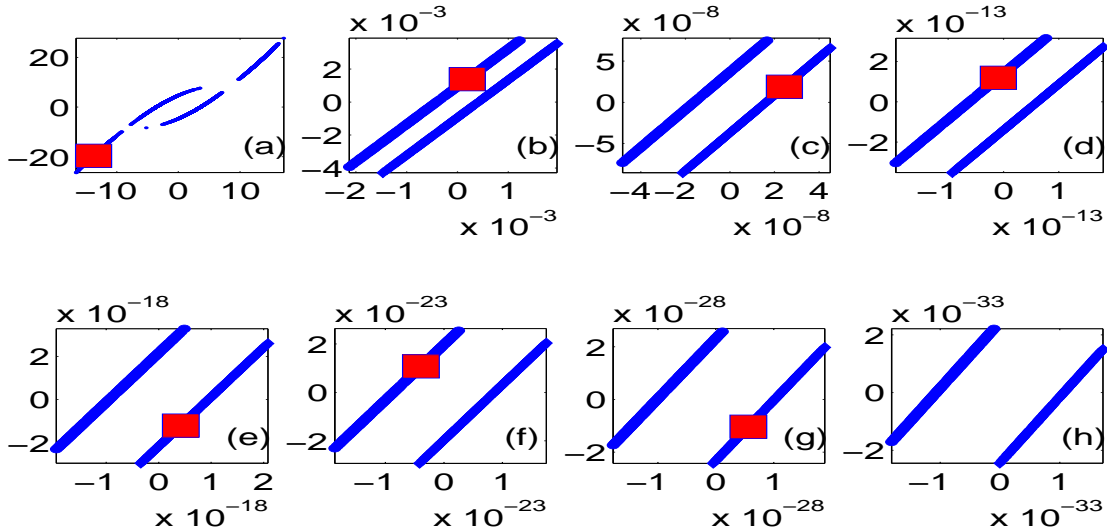 x 10−3 x 10−8 x 10−13
20 0 −20 −10 0 10 (a)
2 0 −2 −4 −2 −1 0 1 (b)
5 0 −5 −4 −2 0 2 4 (c)
2 0 −2 −1 0 1 (d)
x 10−3 x 10−8 x 10−13
x 10−18 x 10−23 x 10−28 x 10−33
2 0 −2 −1 0 1 2 (e)
2 0 −2 −1 0 1 (f)
2 0 −2 −1 0 1 (g)
2 0 −2 −1 0 1 (h)
x 10−18 x 10−23 x 10−28 x 10−33